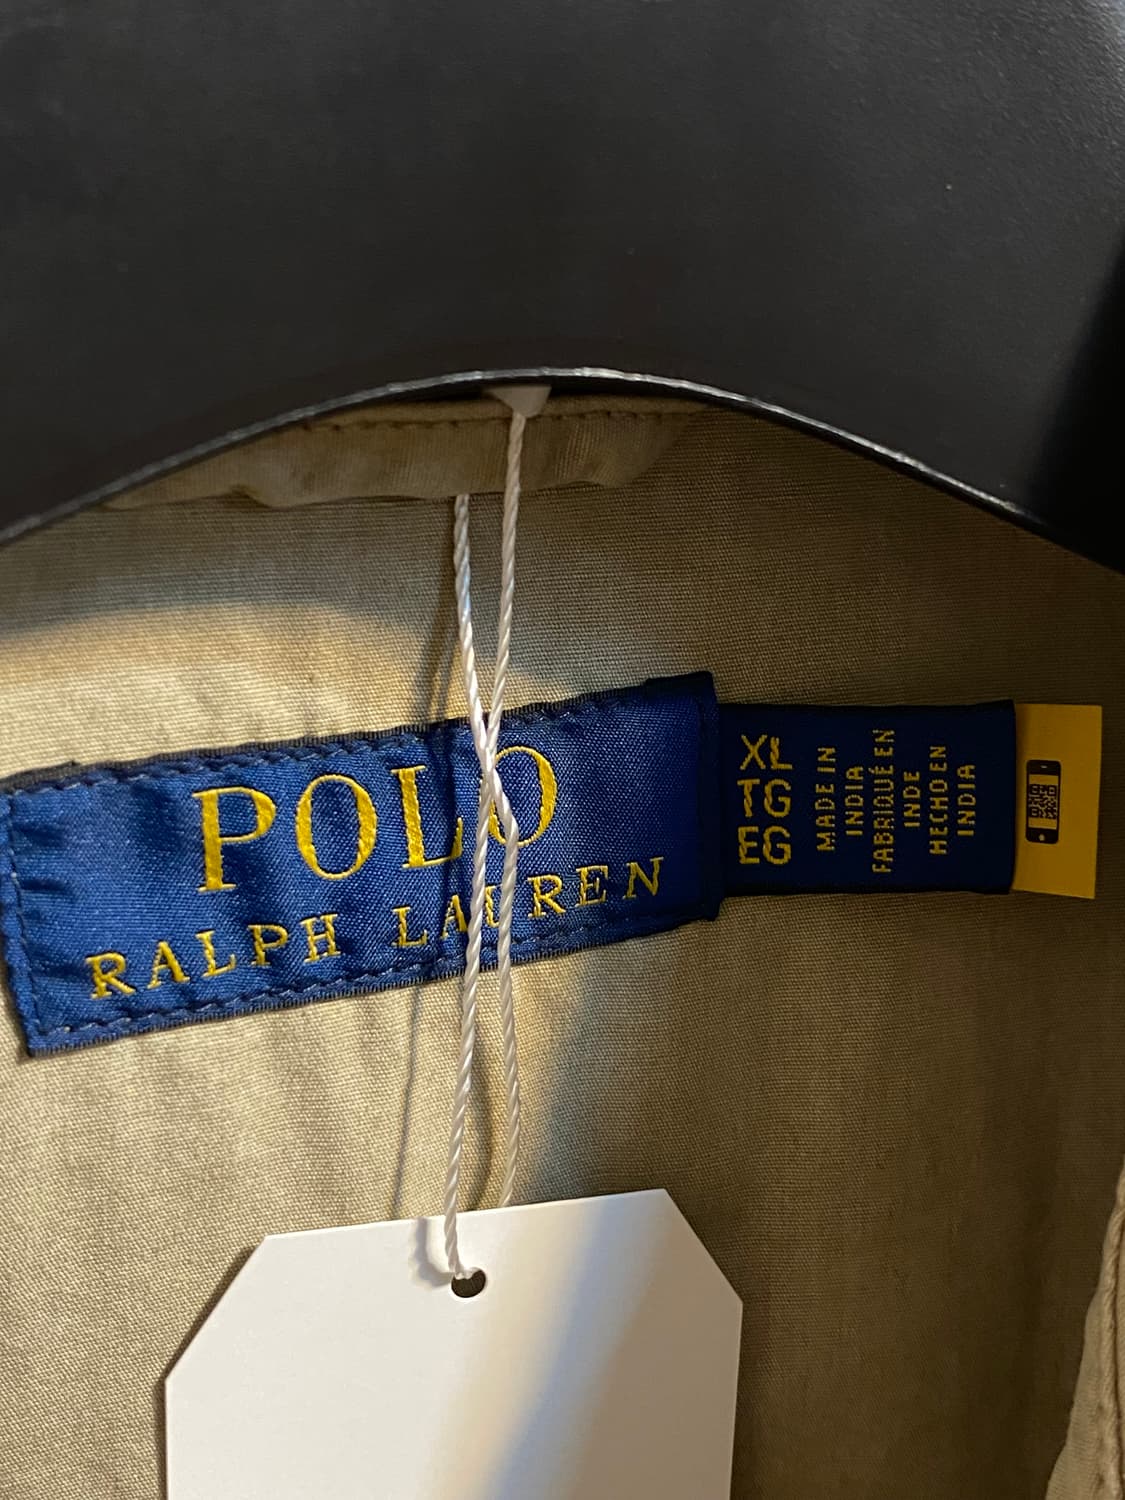 POLO
RALPH LAUREN
XL
TG
EG
MADE IN
INDIA
FABRIQUÉ EN
INDE
HECHO EN
INDIA